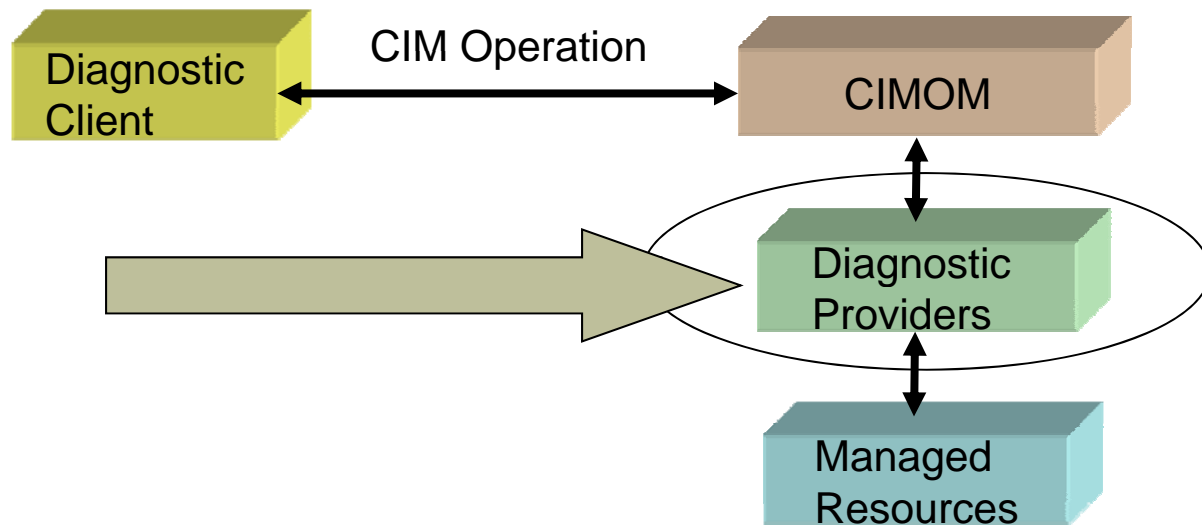 Diagnostic
Client
CIM Operation
CIMOM
Diagnostic
Providers
Managed
Resources